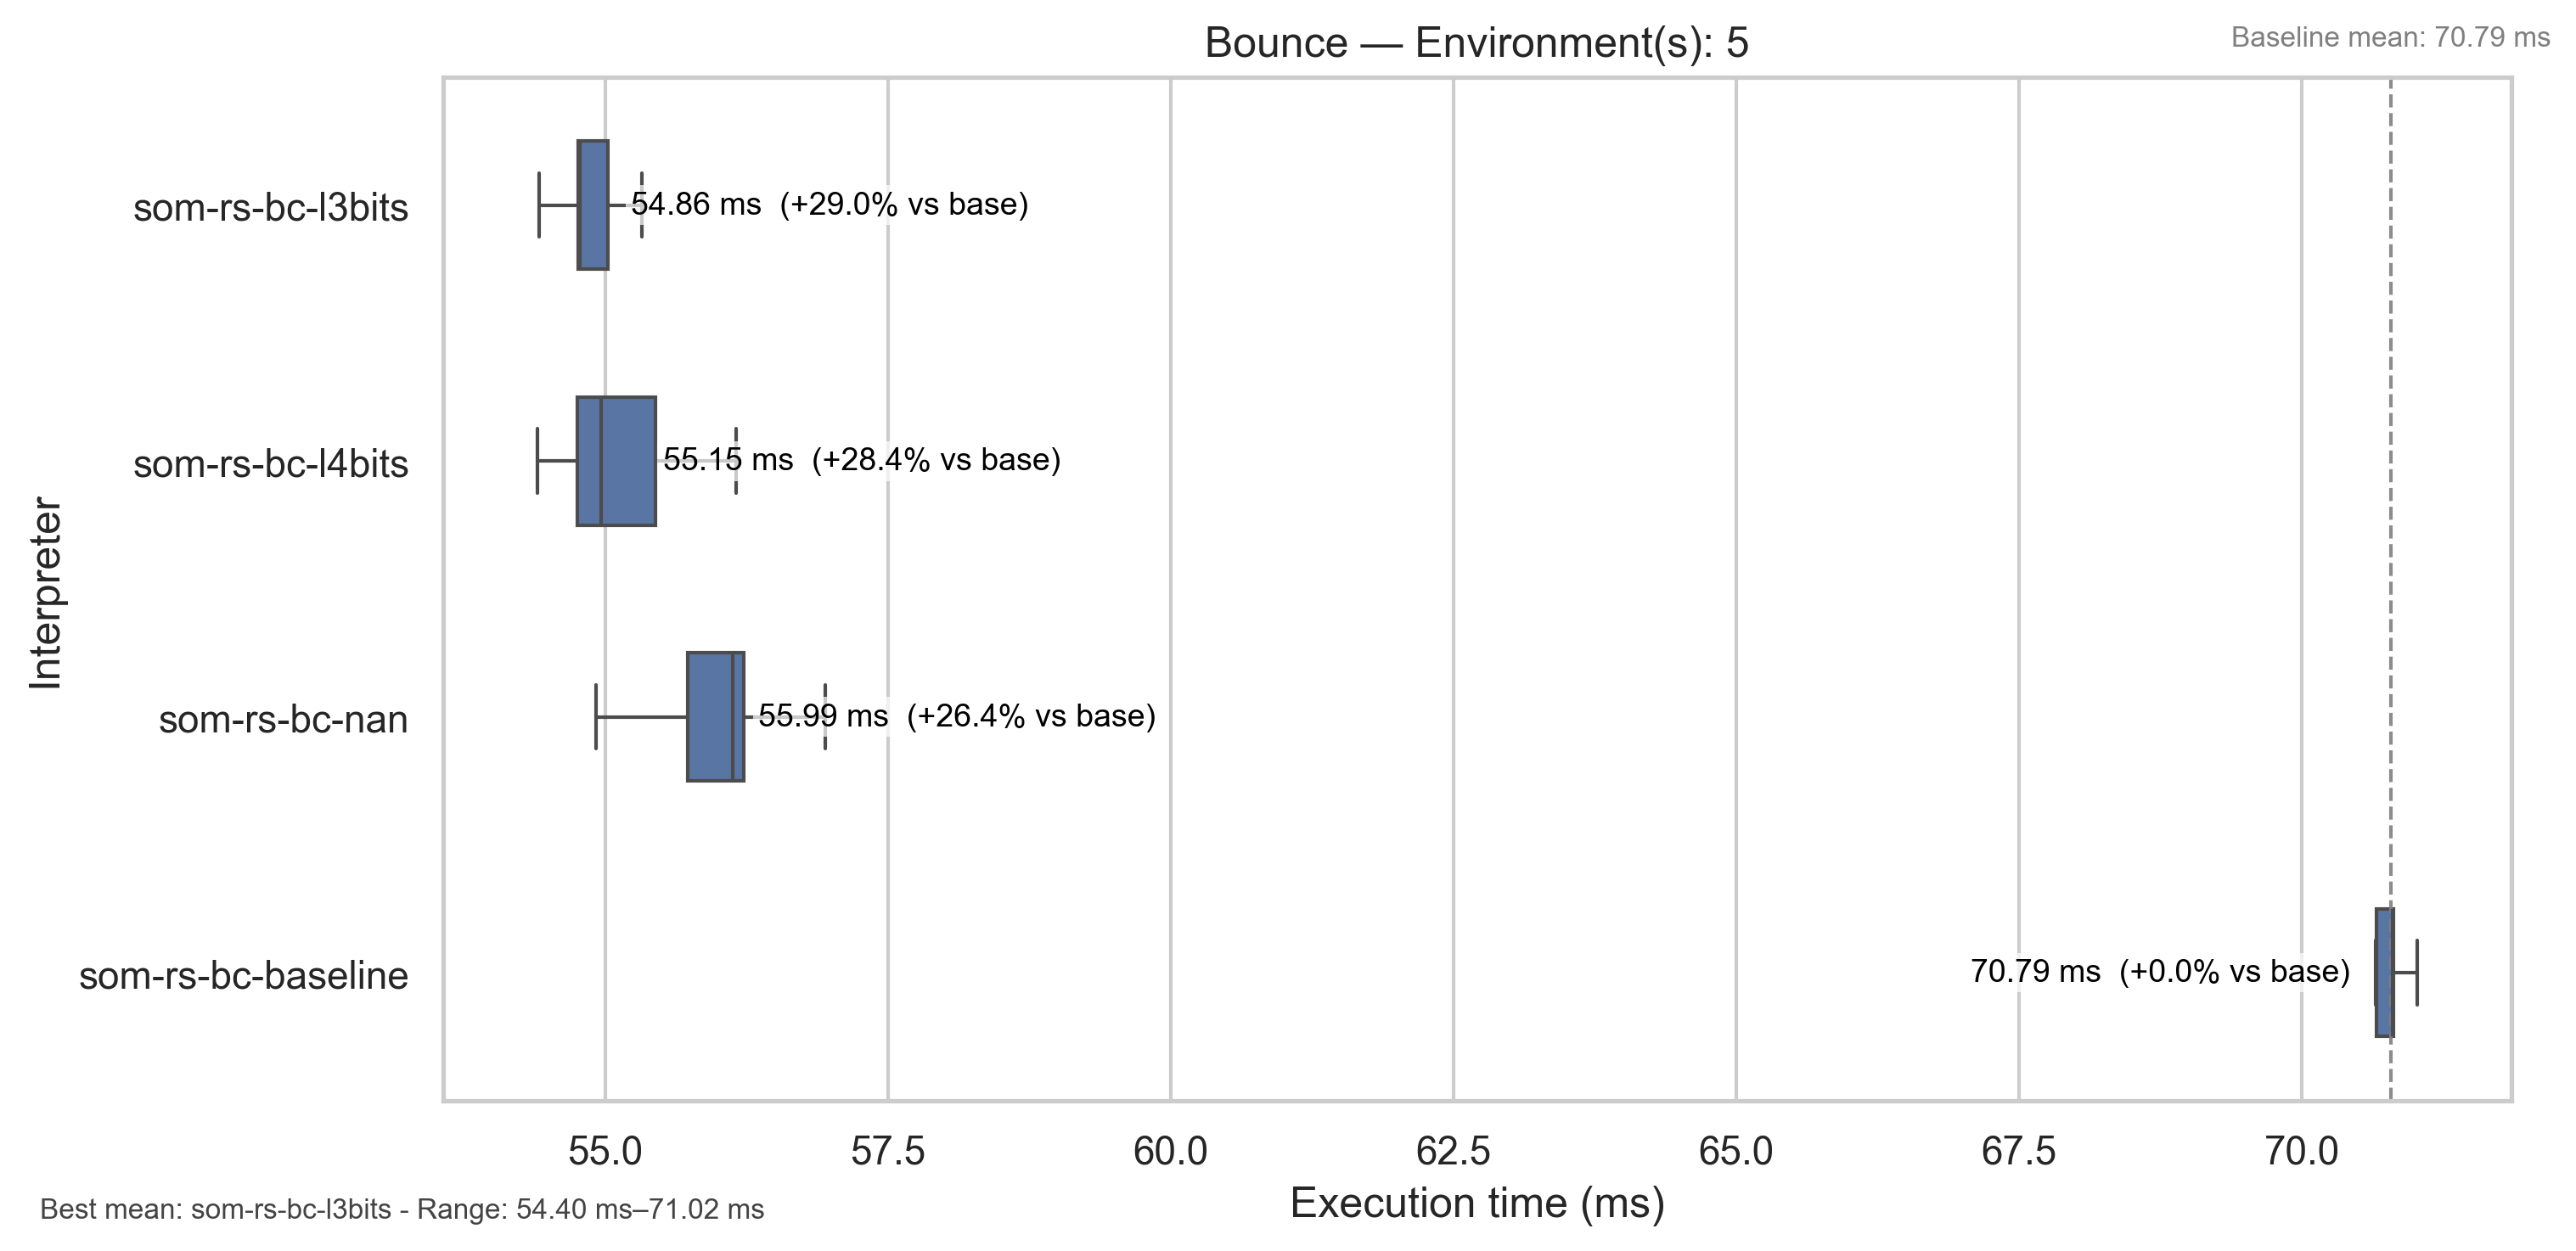 Bounce — Environment(s): 5
Baseline mean: 70.79 ms
som-rs-bc-l3bits
54.86 ms (+29.0% vs base)
som-rs-bc-l4bits
55.15 ms (+28.4% vs base)
Interpreter
som-rs-bc-nan
55.99 ms (+26.4% vs base)
som-rs-bc-baseline
70.79 ms (+0.0% vs base)
55.0 57.5 60.0 62.5 65.0 67.5 70.0
Execution time (ms)
Best mean: som-rs-bc-l3bits - Range: 54.40 ms–71.02 ms